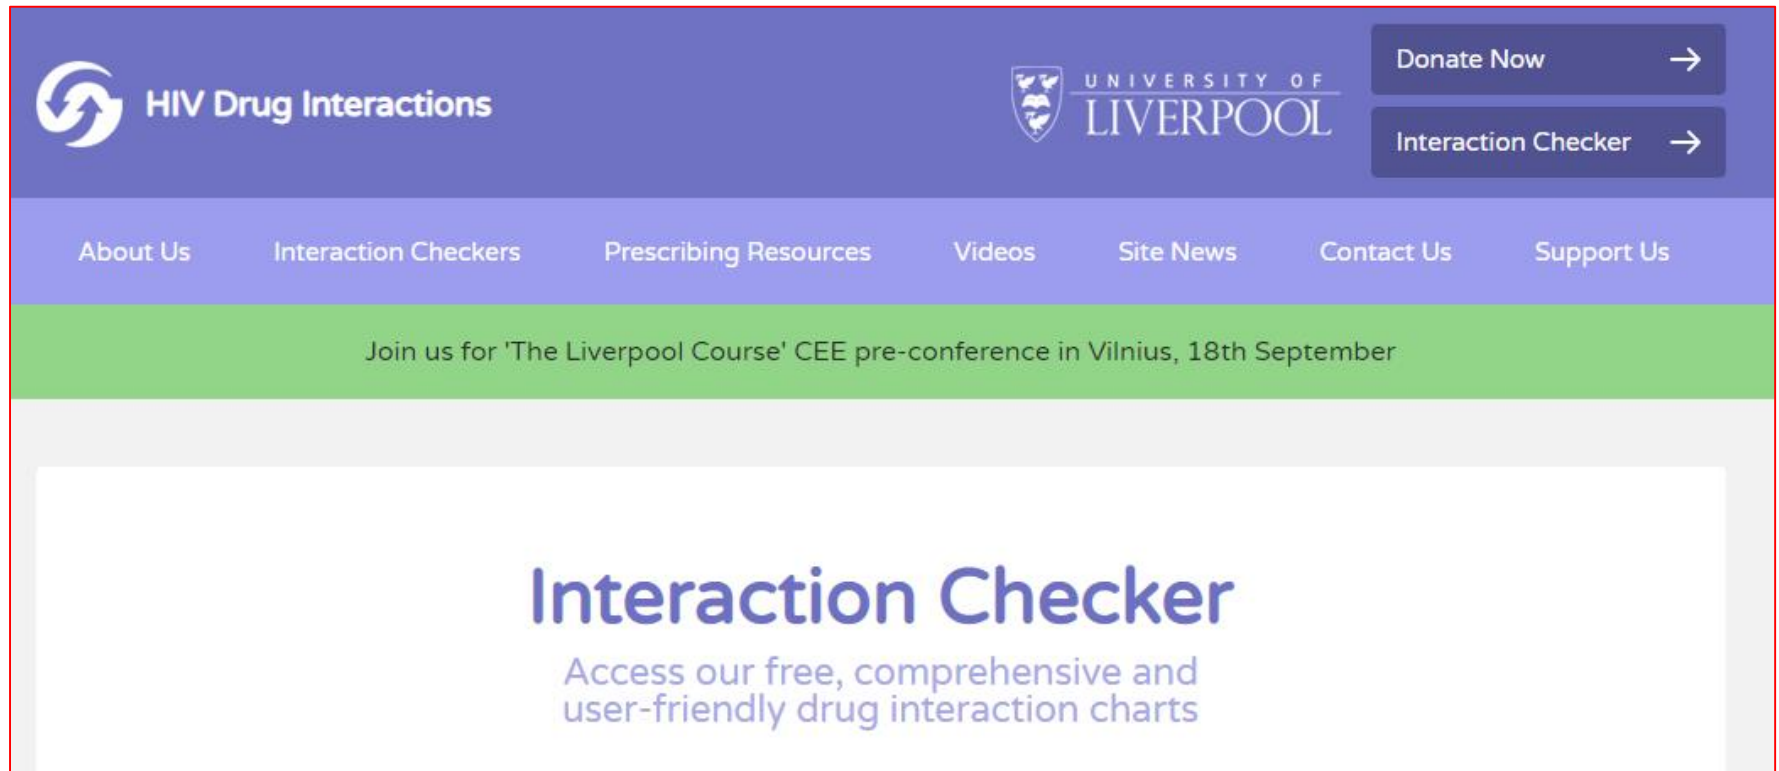 HIV Drug Interactions
UNIVERSITY OF
LIVERPOOL
Donate Now
Interaction Checker
About Us
Interaction Checkers
Prescribing Resources
Videos
Site News
Contact Us
Support Us
Join us for 'The Liverpool Course' CEE pre-conference in Vilnius, 18th September
Interaction Checker
Access our free, comprehensive and
user-friendly drug interaction charts